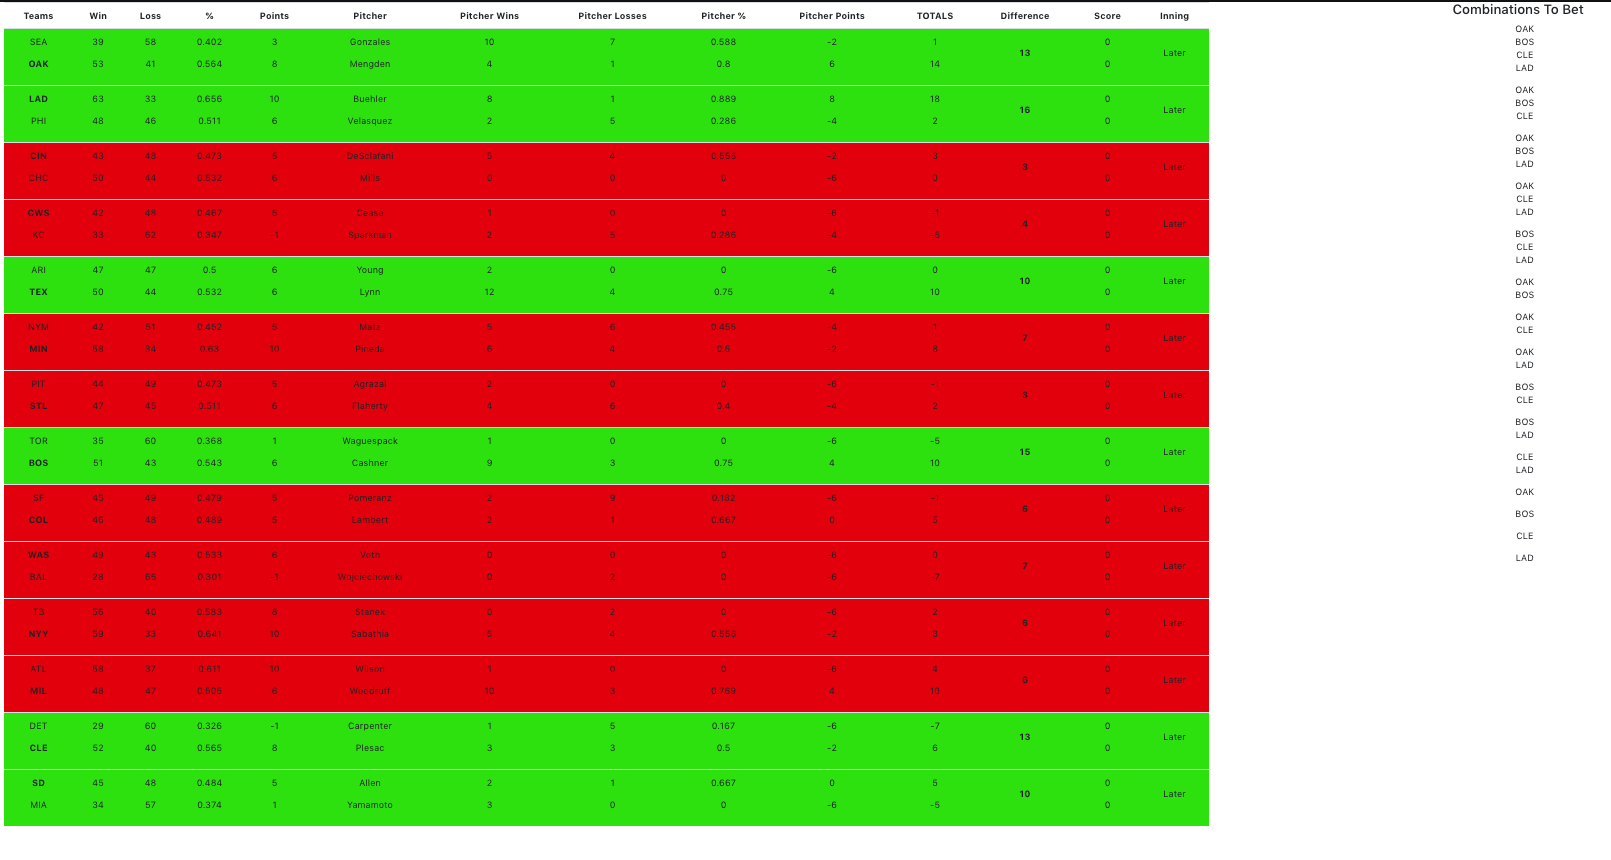 Teams Win Loss % Points Pitcher Pitcher Wins Pitcher Losses Pitcher % Pitcher Points TOTALS Difference Score Inning
SEA 39 58 0.402 3 Gonzales 10 7 0.588 -2 1 0
13 Later
OAK 53 41 0.564 8 Mengden 4 1 0.8 6 14 0
LAD 63 33 0.656 10 Buehler 8 1 0.889 8 18 0
16 Later
PHI 48 46 0.511 6 Velasquez 2 5 0.286 -4 2 0
CIN 43 48 0.473 5 DeSclafani 5 4 0.556 -2 3 0
3 Later
CHC 50 44 0.532 6 Mills 0 0 0 -6 0 0
CWS 42 48 0.467 5 Cease 1 0 0 -6 -1 0
4 Later
KC 33 62 0.347 -1 Sparkman 2 5 0.286 -4 -5 0
ARI 47 47 0.5 6 Young 2 0 0 -6 0 0
10 Later
TEX 50 44 0.532 6 Lynn 12 4 0.75 4 10 0
NYM 42 51 0.452 5 Matz 5 6 0.455 -4 1 0
7 Later
MIN 58 34 0.63 10 Pineda 6 4 0.6 -2 8 0
PIT 44 49 0.473 5 Agrazal 2 0 0 -6 -1 0
3 Later
STL 47 45 0.511 6 Flaherty 4 6 0.4 -4 2 0
TOR 35 60 0.368 1 Waguespack 1 0 0 -6 -5 0
15 Later
BOS 51 43 0.543 6 Cashner 9 3 0.75 4 10 0
SF 45 49 0.479 5 Pomeranz 2 9 0.182 -6 -1 0
6 Later
COL 46 48 0.489 5 Lambert 2 1 0.667 0 5 0
WAS 49 43 0.533 6 Voth 0 0 0 -6 0 0
7 Later
BAL 28 65 0.301 -1 Wojciechowski 0 2 0 -6 -7 0
TB 56 40 0.583 8 Stanek 0 2 0 -6 2 0
6 Later
NYY 59 33 0.641 10 Sabathia 5 4 0.556 -2 8 0
ATL 58 37 0.611 10 Wilson 1 0 0 -6 4 0
6 Later
MIL 48 47 0.505 6 Woodruff 10 3 0.769 4 10 0
DET 29 60 0.326 -1 Carpenter 1 5 0.167 -6 -7 0
13 Later
CLE 52 40 0.565 8 Plesac 3 3 0.5 -2 6 0
SD 45 48 0.484 5 Allen 2 1 0.667 0 5 0
10 Later
MIA 34 57 0.374 1 Yamamoto 3 0 0 -6 -5 0
Combinations To Bet
OAK
BOS
CLE
LAD
OAK
BOS
CLE
OAK
BOS
LAD
OAK
CLE
LAD
BOS
CLE
LAD
OAK
BOS
OAK
CLE
OAK
LAD
BOS
CLE
BOS
LAD
CLE
LAD
OAK
BOS
CLE
LAD